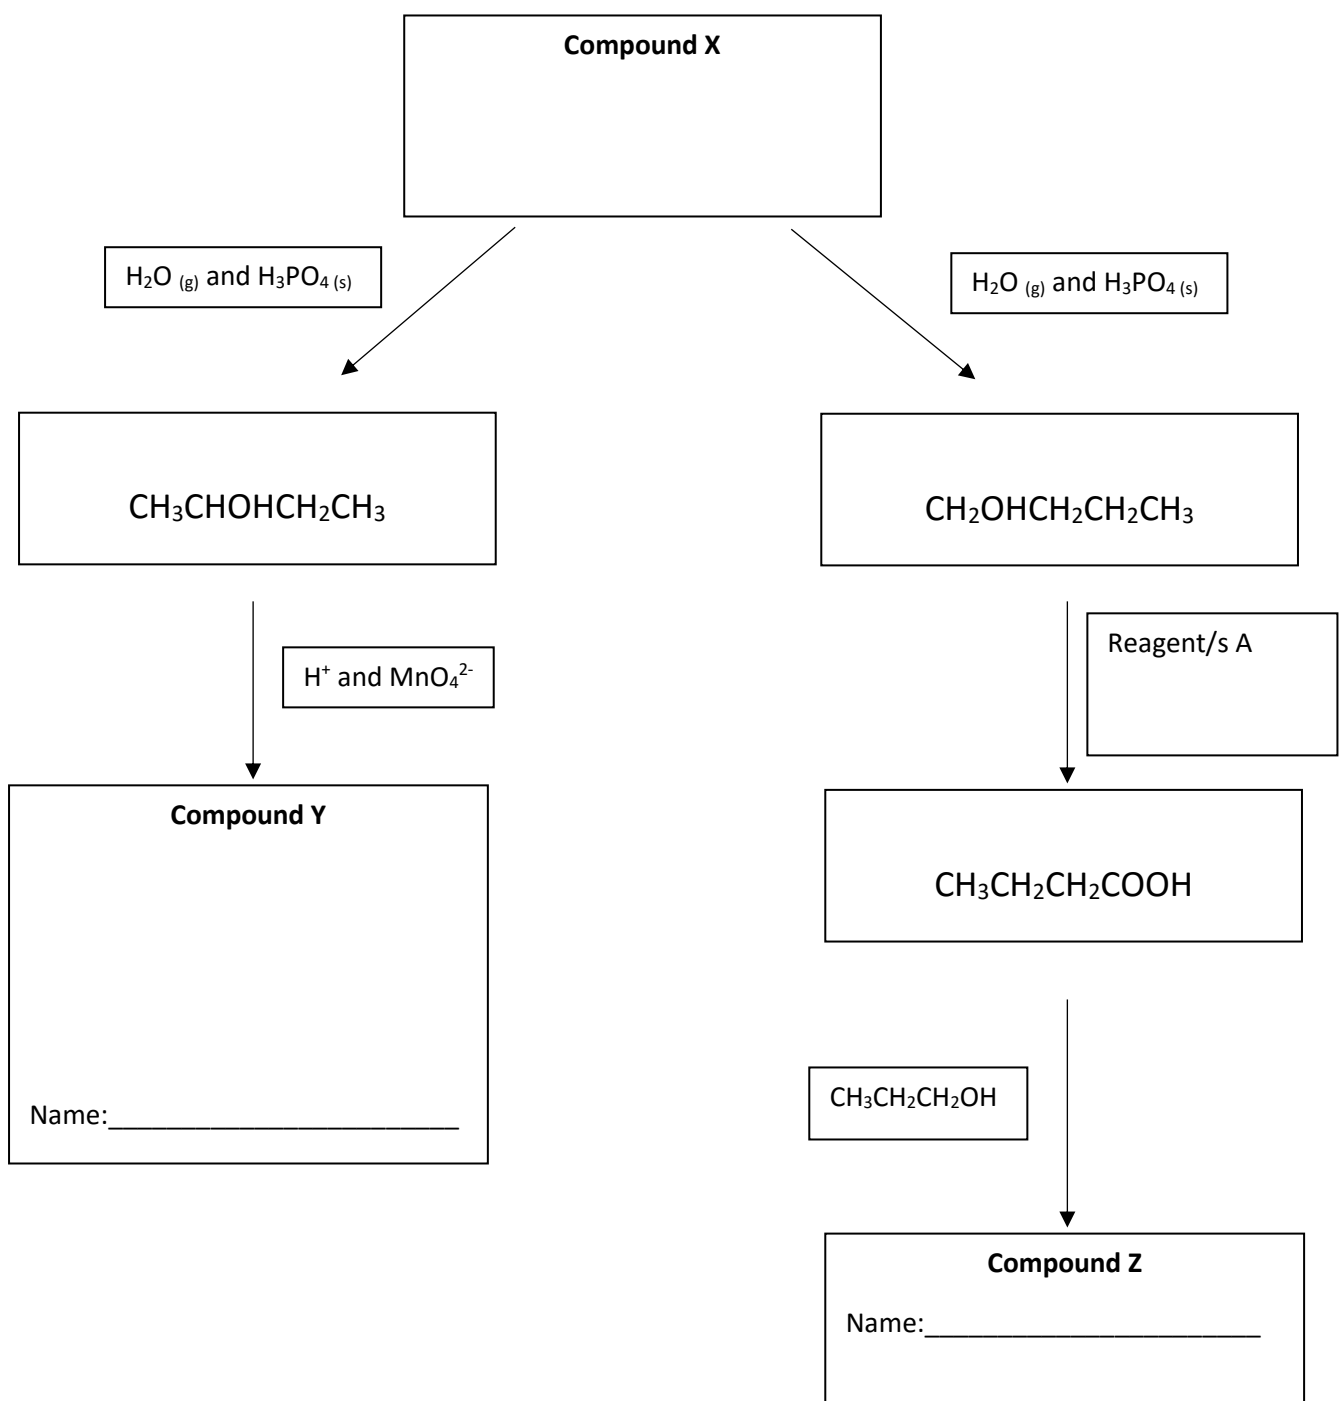 Compound X
H₂O (g) and H₃PO₄ (s)
H₂O (g) and H₃PO₄ (s)
CH₃CHOHCH₂CH₃
CH₂OHCH₂CH₂CH₃
Reagent/s A
H⁺ and MnO₄²⁻
Compound Y
CH₃CH₂CH₂COOH
CH₃CH₂CH₂OH
Name:________________________
Compound Z
Name:_______________________